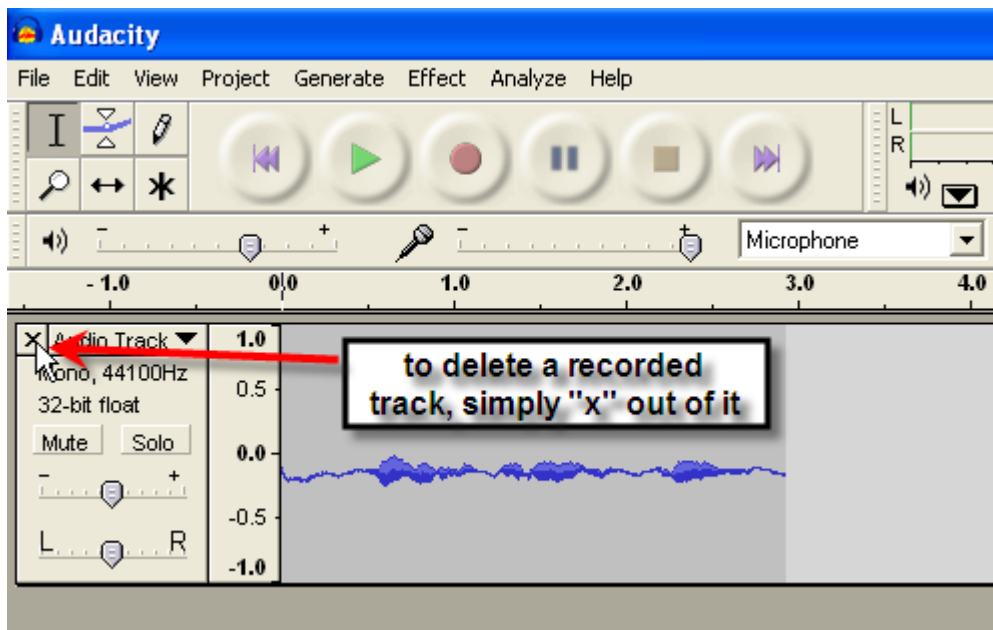 Audacity
File Edit View Project Generate Effect Analyze Help
L
R
- +
- +
Microphone
- 1.0 0.0 1.0 2.0 3.0 4.0
X Audio Track
Mono, 44100Hz
32-bit float
Mute Solo
- +
L R
1.0
0.5
0.0
-0.5
-1.0
to delete a recorded
track, simply "x" out of it